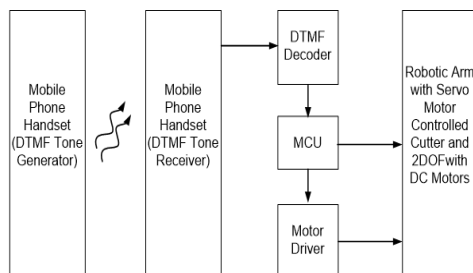 Mobile
Phone
Handset
(DTMF Tone
Generator)
Mobile
Phone
Handset
(DTMF Tone
Receiver)
DTMF
Decoder
MCU
Motor
Driver
Robotic Arm
with Servo
Motor
Controlled
Cutter and
2DOFwith
DC Motors